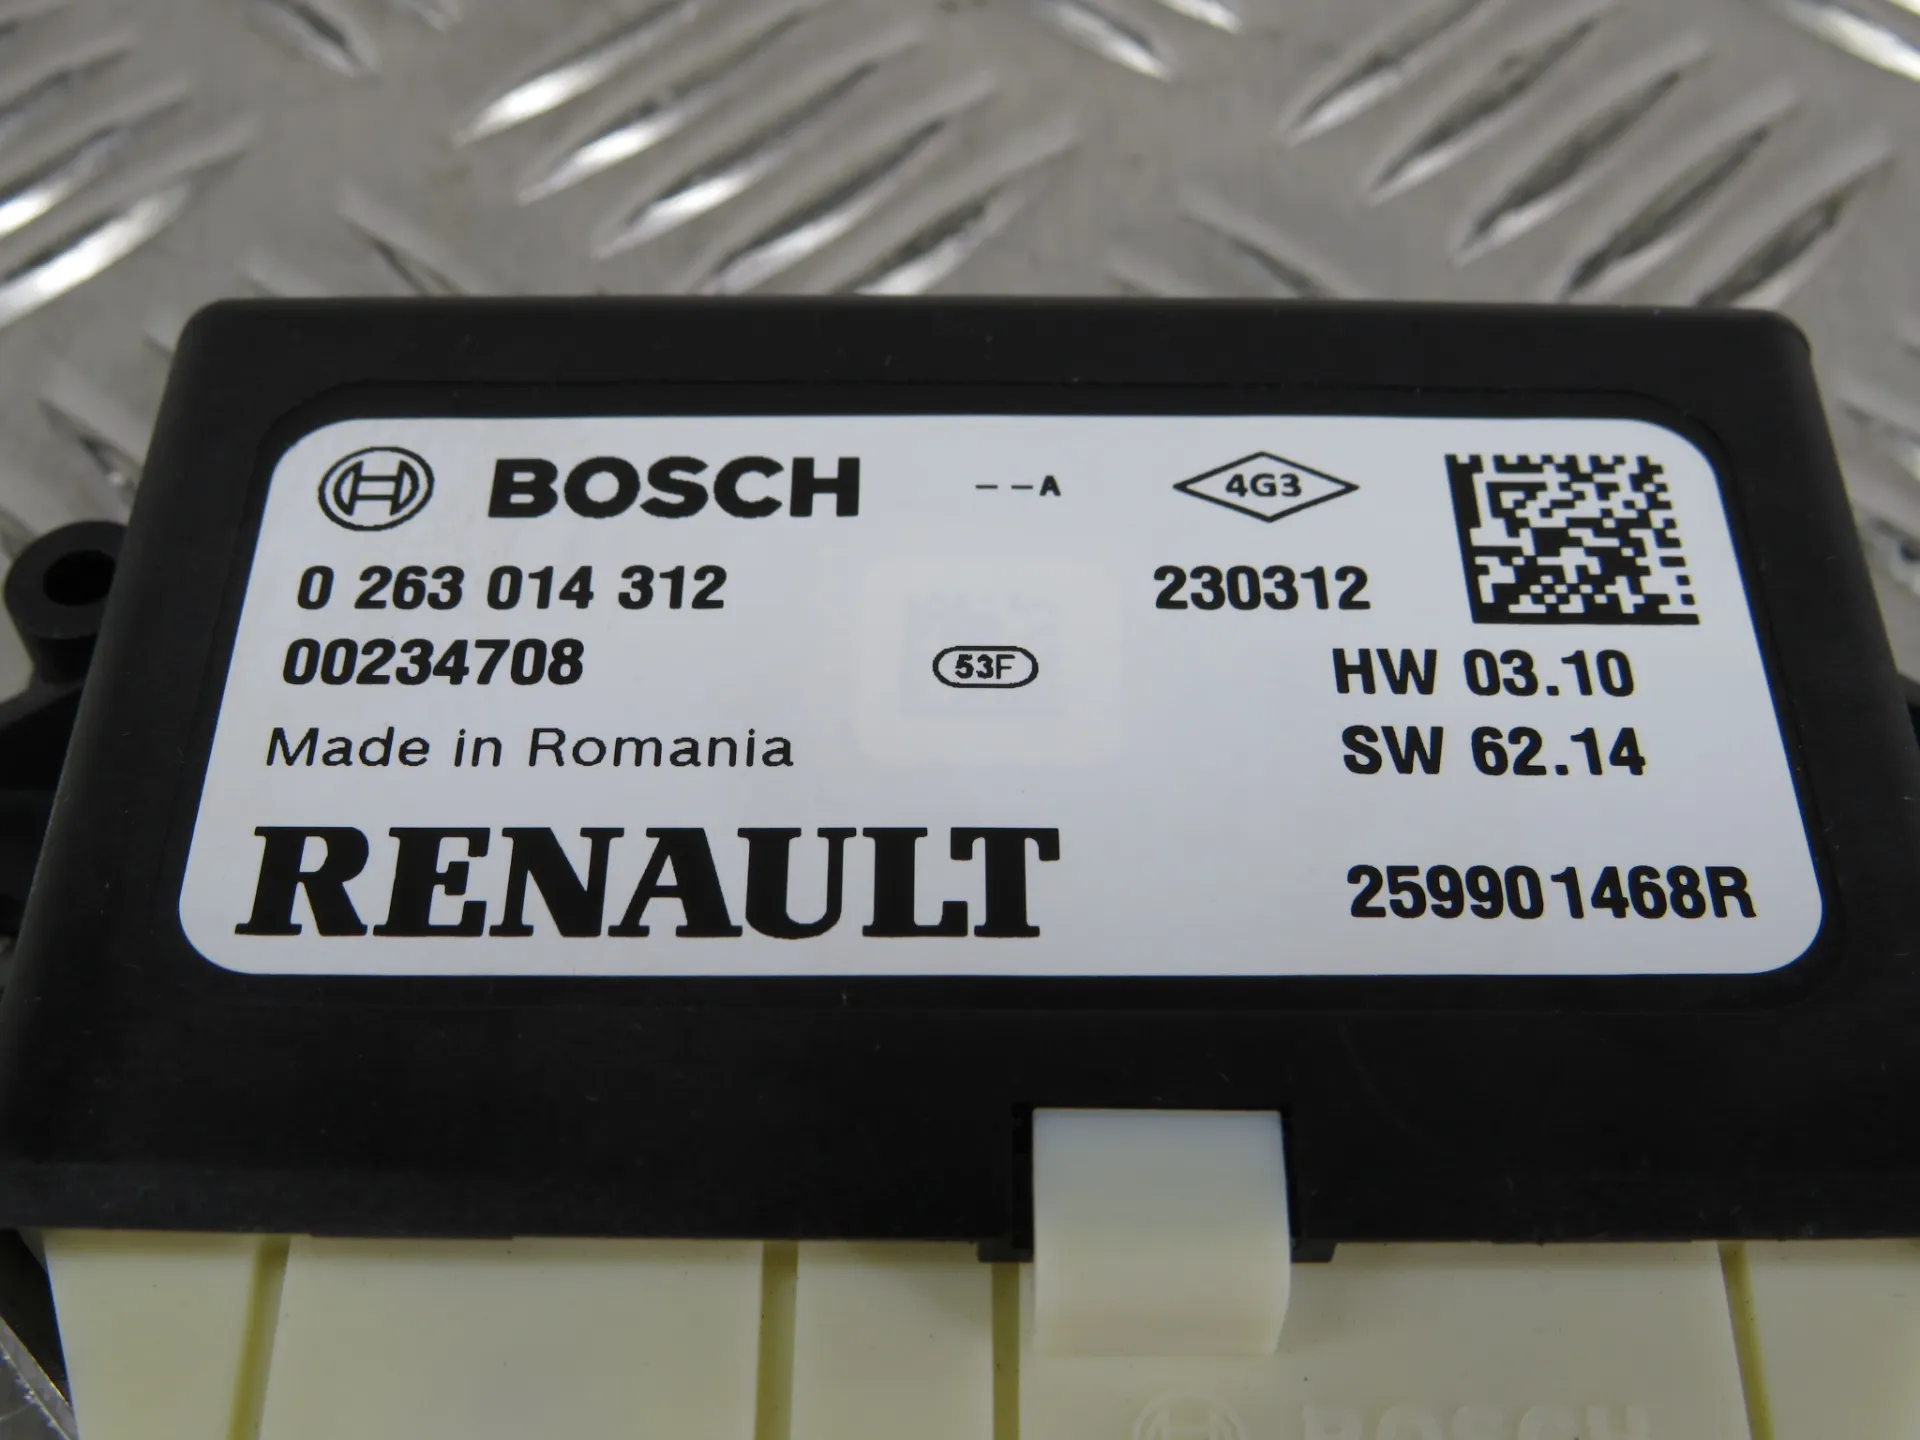 BOSCH --A 4G3
0 263 014 312 230312
00234708 53F HW 03.10
Made in Romania SW 62.14
RENAULT 259901468R
BOSCH